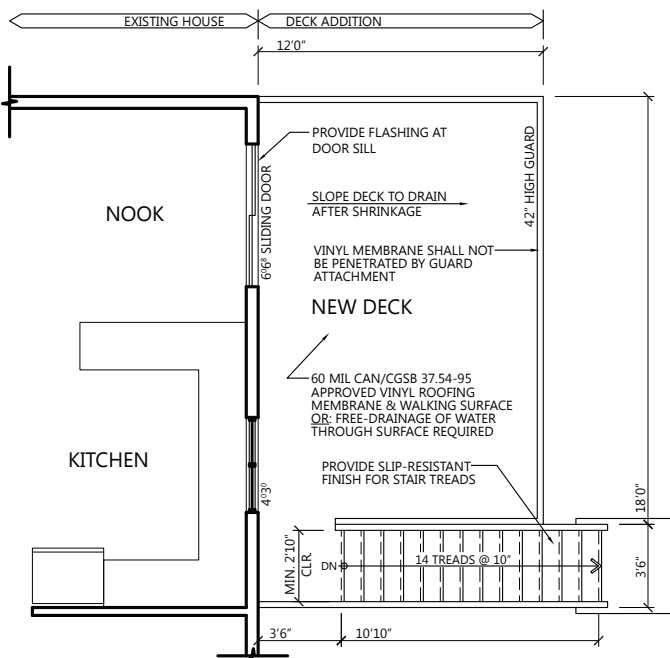 EXISTING HOUSE
DECK ADDITION
12'0"
PROVIDE FLASHING AT
DOOR SILL
NOOK
6⁰6⁸ SLIDING DOOR
SLOPE DECK TO DRAIN
AFTER SHRINKAGE
42" HIGH GUARD
VINYL MEMBRANE SHALL NOT
BE PENETRATED BY GUARD
ATTACHMENT
NEW DECK
60 MIL CAN/CGSB 37.54-95
APPROVED VINYL ROOFING
MEMBRANE & WALKING SURFACE
OR: FREE-DRAINAGE OF WATER
THROUGH SURFACE REQUIRED
KITCHEN
4⁰3⁰
PROVIDE SLIP-RESISTANT
FINISH FOR STAIR TREADS
18'0"
MIN. 2'10"
CLR.
DN
14 TREADS @ 10"
3'6"
3'6"
10'10"